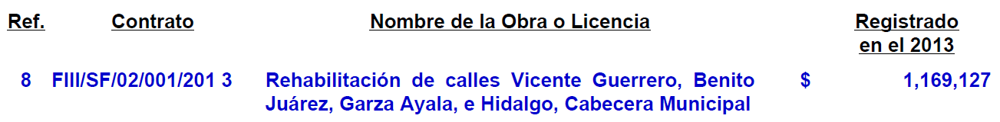 Ref. Contrato Nombre de la Obra o Licencia Registrado
en el 2013
8 FIII/SF/02/001/201 3 Rehabilitación de calles Vicente Guerrero, Benito $ 1,169,127
Juárez, Garza Ayala, e Hidalgo, Cabecera Municipal